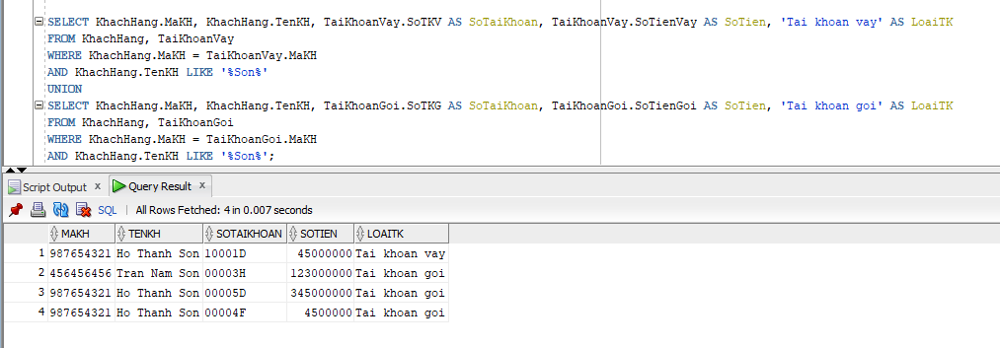 SELECT KhachHang.MaKH, KhachHang.TenKH, TaiKhoanVay.SoTKV AS SoTaiKhoan, TaiKhoanVay.SoTienVay AS SoTien, 'Tai khoan vay' AS LoaiTK
FROM KhachHang, TaiKhoanVay
WHERE KhachHang.MaKH = TaiKhoanVay.MaKH
AND KhachHang.TenKH LIKE '%Son%'
UNION
SELECT KhachHang.MaKH, KhachHang.TenKH, TaiKhoanGoi.SoTKG AS SoTaiKhoan, TaiKhoanGoi.SoTienGoi AS SoTien, 'Tai khoan goi' AS LoaiTK
FROM KhachHang, TaiKhoanGoi
WHERE KhachHang.MaKH = TaiKhoanGoi.MaKH
AND KhachHang.TenKH LIKE '%Son%';
Script Output x Query Result x
SQL | All Rows Fetched: 4 in 0.007 seconds
MAKH TENKH SOTAIKHOAN SOTIEN LOAITK
1 987654321 Ho Thanh Son 10001D 45000000 Tai khoan vay
2 456456456 Tran Nam Son 00003H 123000000 Tai khoan goi
3 987654321 Ho Thanh Son 00005D 345000000 Tai khoan goi
4 987654321 Ho Thanh Son 00004F 4500000 Tai khoan goi